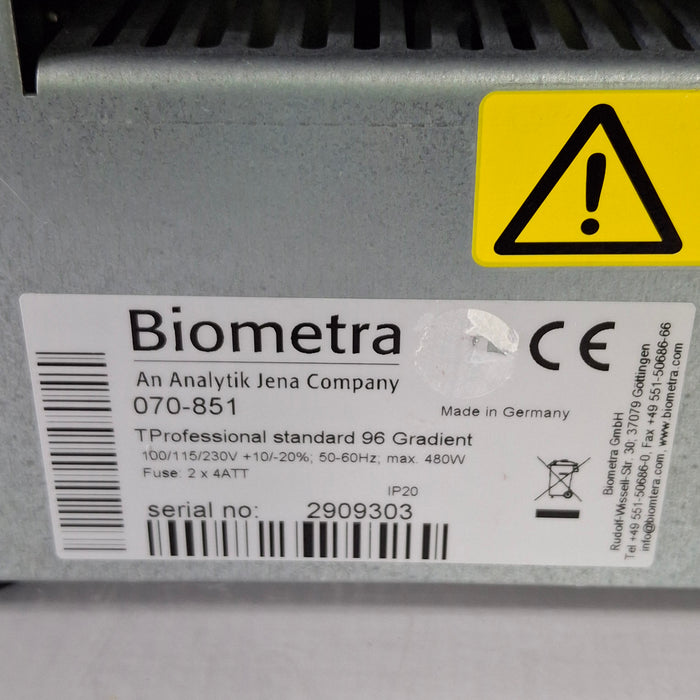 Biometra
CE
An Analytik Jena Company
070-851
Made in Germany
TProfessional standard 96 Gradient
100/115/230V +10/-20%; 50-60Hz; max. 480W
Fuse: 2 x 4ATT
IP20
serial no: 2909303
Biometra GmbH
Rudolf-Wissell-Str. 30; 37079 Göttingen
Tel +49 551-50686-0, Fax +49 551-50686-66
info@biomtera.com, www.biometra.com